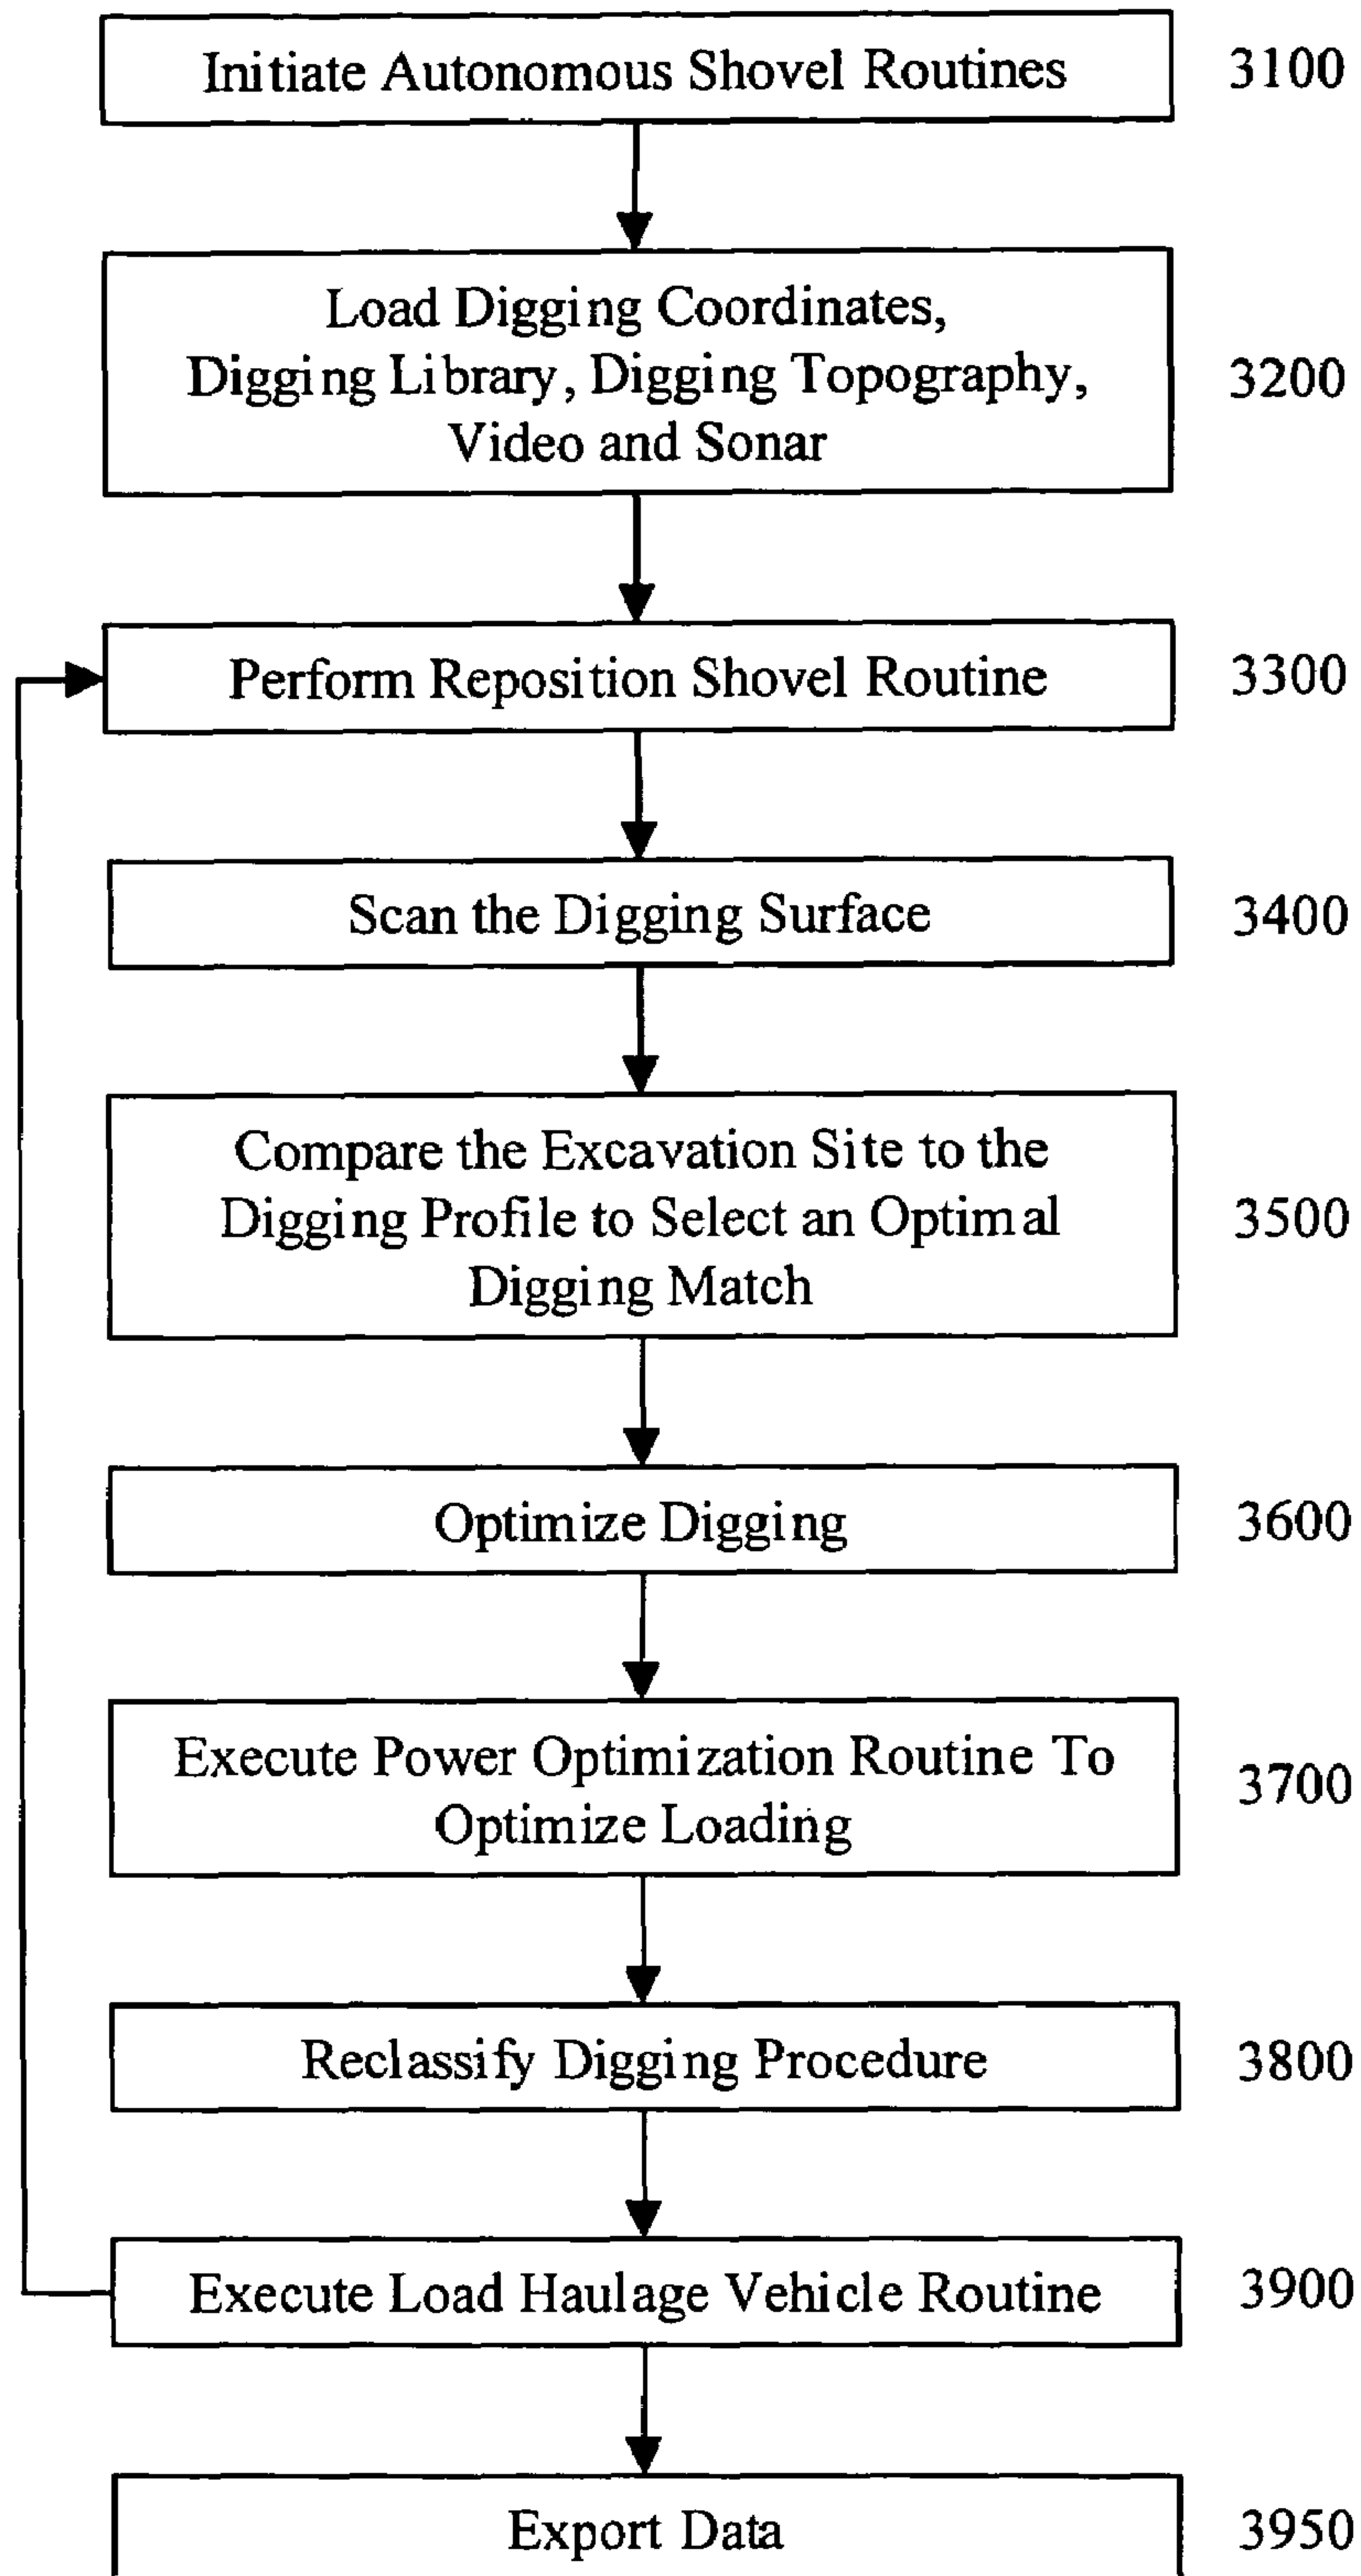 Initiate Autonomous Shovel Routines 3100
Load Digging Coordinates,
Digging Library, Digging Topography, 3200
Video and Sonar
Perform Reposition Shovel Routine 3300
Scan the Digging Surface 3400
Compare the Excavation Site to the
Digging Profile to Select an Optimal 3500
Digging Match
Optimize Digging 3600
Execute Power Optimization Routine To
Optimize Loading 3700
Reclassify Digging Procedure 3800
Execute Load Haulage Vehicle Routine 3900
Export Data 3950